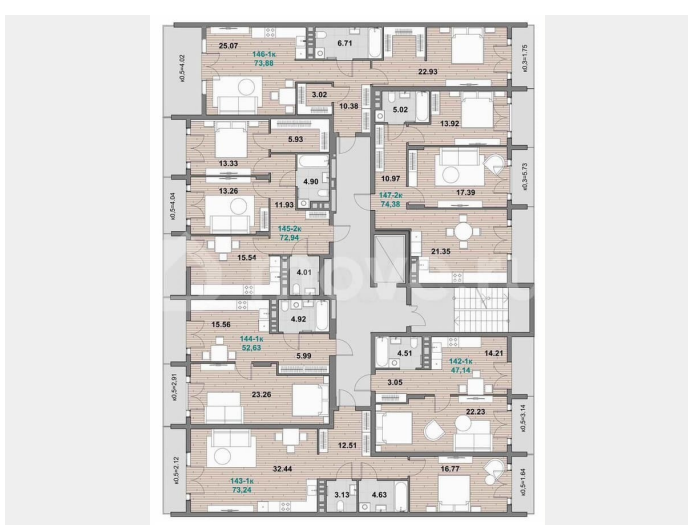 25.07
146-1к
73,88
6.71
22.93
3.02
10.38
к0,5=4.02
к0,3=1.75
5.93
13.33
13.26
4.90
11.93
145-2к
72,94
15.54
4.01
к0,5=4.04
5.02
13.92
10.97
147-2к
74,38
17.39
21.35
к0,3=5.73
15.56
144-1к
52,63
4.92
5.99
23.26
к0,5=2,91
4.51
142-1к
47,14
14.21
3.05
22.23
к0,5=3.14
12.51
32.44
143-1к
73,24
3.13
4.63
16.77
к0,5=2.12
к0,5=1.64
move.ru